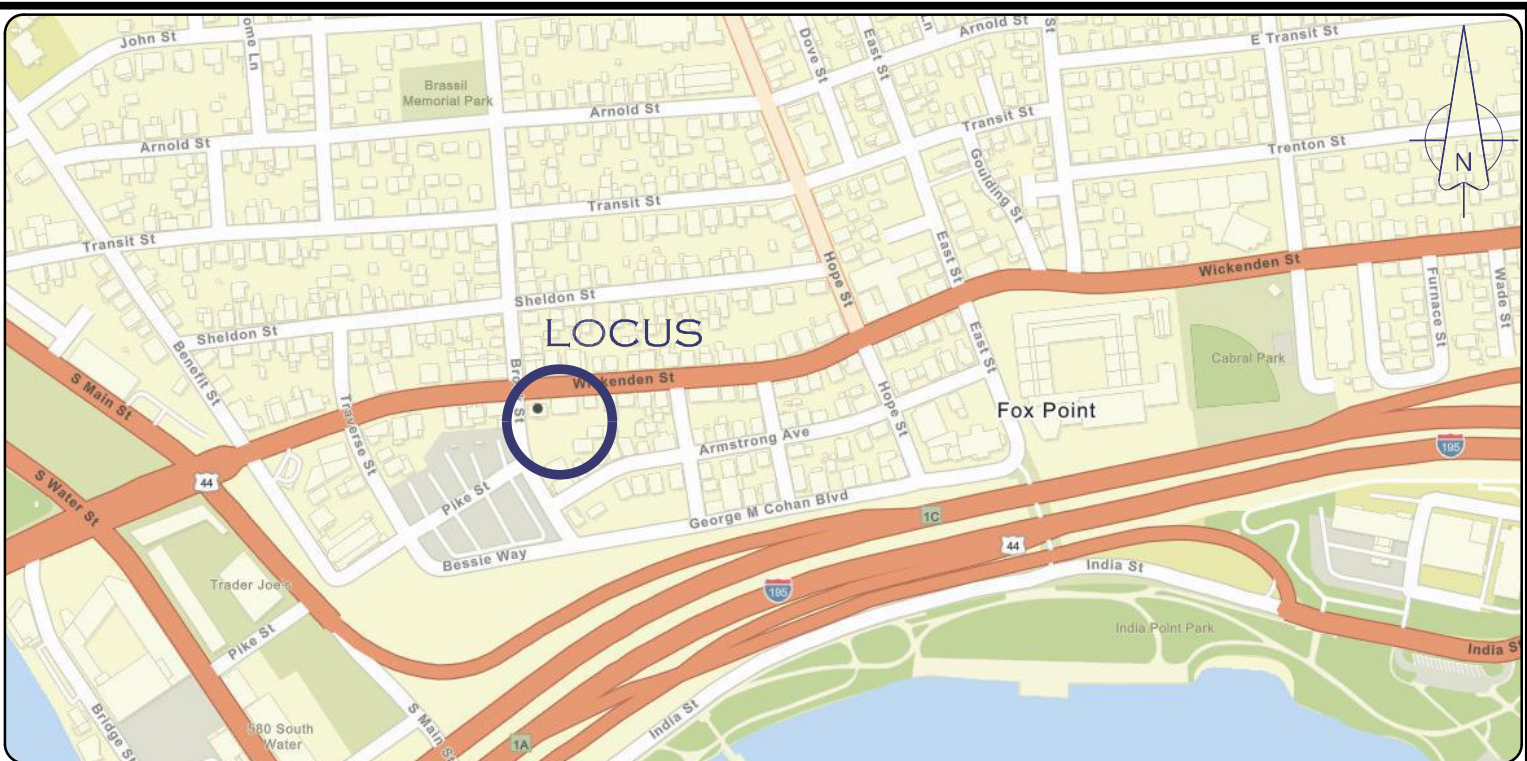 John St
ome Ln
Brassil
Memorial Park
Arnold St
Arnold St
Dove St
East St
Ln
Arnold St
St
E Transit St
Transit St
Goulding St
Trenton St
N
Transit St
Transit St
Hope St
East St
Wickenden St
Furnace St
Wade St
Sheldon St
Sheldon St
Benefit St
LOCUS
S Main St
Traverse St
Wickenden St
East St
Cabral Park
Hope St
Fox Point
Armstrong Ave
44
S Water St
Pike St
George M Cohan Blvd
1C
195
Bessie Way
44
India St
Trader Joe's
195
India Point Park
Pike St
India S
Bridge St
580 South
Water
S Main St
1A
India St